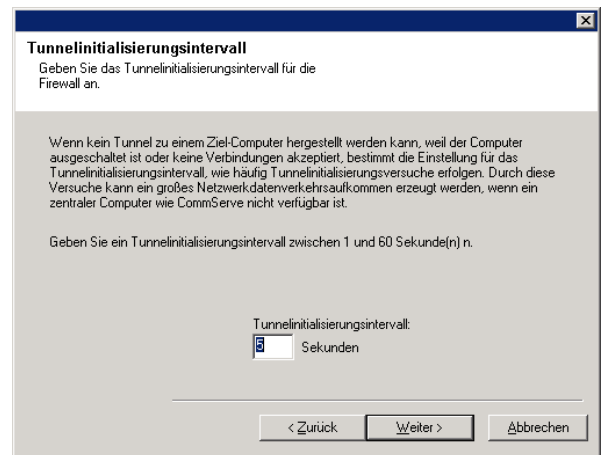 Tunnelinitialisierungsintervall
Geben Sie das Tunnelinitialisierungsintervall für die
Firewall an.
Wenn kein Tunnel zu einem Ziel-Computer hergestellt werden kann, weil der Computer
ausgeschaltet ist oder keine Verbindungen akzeptiert, bestimmt die Einstellung für das
Tunnelinitialisierungsintervall, wie häufig Tunnelinitialisierungsversuche erfolgen. Durch diese
Versuche kann ein großes Netzwerkdatenverkehrsaufkommen erzeugt werden, wenn ein
zentraler Computer wie CommServe nicht verfügbar ist.
Geben Sie ein Tunnelinitialisierungsintervall zwischen 1 und 60 Sekunde(n) n.
Tunnelinitialisierungsintervall:
5 Sekunden
< Zurück Weiter > Abbrechen